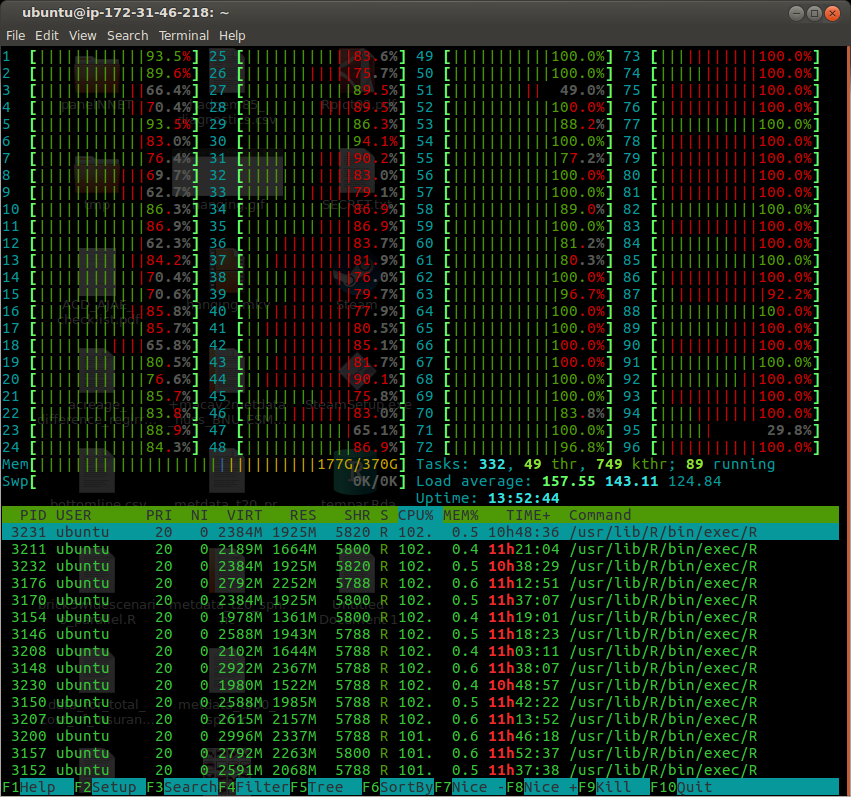 ubuntu@ip-172-31-46-218: ~
File Edit View Search Terminal Help
1 [93.5%] 25 [83.6%] 49 [100.0%] 73 [100.0%]
2 [89.6%] 26 [75.7%] 50 [100.0%] 74 [100.0%]
3 [66.4%] 27 [89.5%] 51 [49.0%] 75 [100.0%]
4 [70.4%] 28 [89.5%] 52 [100.0%] 76 [100.0%]
5 [93.5%] 29 [86.3%] 53 [88.2%] 77 [100.0%]
6 [83.0%] 30 [94.1%] 54 [100.0%] 78 [100.0%]
7 [76.4%] 31 [90.2%] 55 [77.2%] 79 [100.0%]
8 [69.7%] 32 [83.0%] 56 [100.0%] 80 [100.0%]
9 [62.7%] 33 [79.1%] 57 [100.0%] 81 [100.0%]
10 [86.3%] 34 [86.9%] 58 [89.0%] 82 [100.0%]
11 [86.9%] 35 [86.9%] 59 [100.0%] 83 [100.0%]
12 [62.3%] 36 [83.7%] 60 [81.2%] 84 [100.0%]
13 [84.2%] 37 [81.9%] 61 [80.3%] 85 [100.0%]
14 [70.4%] 38 [76.0%] 62 [100.0%] 86 [100.0%]
15 [70.6%] 39 [79.7%] 63 [96.7%] 87 [92.2%]
16 [85.8%] 40 [77.9%] 64 [100.0%] 88 [100.0%]
17 [85.7%] 41 [80.5%] 65 [100.0%] 89 [100.0%]
18 [65.8%] 42 [85.1%] 66 [100.0%] 90 [100.0%]
19 [80.5%] 43 [81.7%] 67 [100.0%] 91 [100.0%]
20 [76.6%] 44 [90.1%] 68 [100.0%] 92 [100.0%]
21 [85.7%] 45 [75.8%] 69 [100.0%] 93 [100.0%]
22 [83.8%] 46 [83.0%] 70 [83.8%] 94 [100.0%]
23 [88.9%] 47 [65.1%] 71 [100.0%] 95 [29.8%]
24 [84.3%] 48 [86.9%] 72 [96.8%] 96 [100.0%]
Mem[177G/370G] Tasks: 332, 49 thr, 749 kthr; 89 running
Swp[0K/0K] Load average: 157.55 143.11 124.84
Uptime: 13:52:44
PID USER PRI NI VIRT RES SHR S CPU% MEM% TIME+ Command
3231 ubuntu 20 0 2384M 1925M 5820 R 102. 0.5 10h48:36 /usr/lib/R/bin/exec/R
3211 ubuntu 20 0 2189M 1664M 5800 R 102. 0.4 11h21:04 /usr/lib/R/bin/exec/R
3232 ubuntu 20 0 2384M 1925M 5820 R 102. 0.5 10h38:29 /usr/lib/R/bin/exec/R
3176 ubuntu 20 0 2792M 2252M 5788 R 102. 0.6 11h12:51 /usr/lib/R/bin/exec/R
3170 ubuntu 20 0 2384M 1925M 5800 R 102. 0.5 11h37:07 /usr/lib/R/bin/exec/R
3154 ubuntu 20 0 1978M 1361M 5800 R 102. 0.4 11h19:01 /usr/lib/R/bin/exec/R
3146 ubuntu 20 0 2588M 1943M 5788 R 102. 0.5 11h18:23 /usr/lib/R/bin/exec/R
3208 ubuntu 20 0 2102M 1644M 5788 R 102. 0.4 11h03:11 /usr/lib/R/bin/exec/R
3148 ubuntu 20 0 2922M 2367M 5788 R 102. 0.6 11h38:07 /usr/lib/R/bin/exec/R
3230 ubuntu 20 0 1980M 1522M 5788 R 102. 0.4 10h48:57 /usr/lib/R/bin/exec/R
3150 ubuntu 20 0 2588M 1985M 5788 R 102. 0.5 11h42:22 /usr/lib/R/bin/exec/R
3207 ubuntu 20 0 2615M 2157M 5788 R 102. 0.6 11h13:52 /usr/lib/R/bin/exec/R
3200 ubuntu 20 0 2996M 2337M 5788 R 101. 0.6 11h46:18 /usr/lib/R/bin/exec/R
3157 ubuntu 20 0 2792M 2263M 5800 R 101. 0.6 11h52:37 /usr/lib/R/bin/exec/R
3152 ubuntu 20 0 2591M 2068M 5788 R 101. 0.6 11h37:38 /usr/lib/R/bin/exec/R
F1Help F2Setup F3SearchF4FilterF5Tree F6SortByF7Nice -F8Nice +F9Kill F10Quit